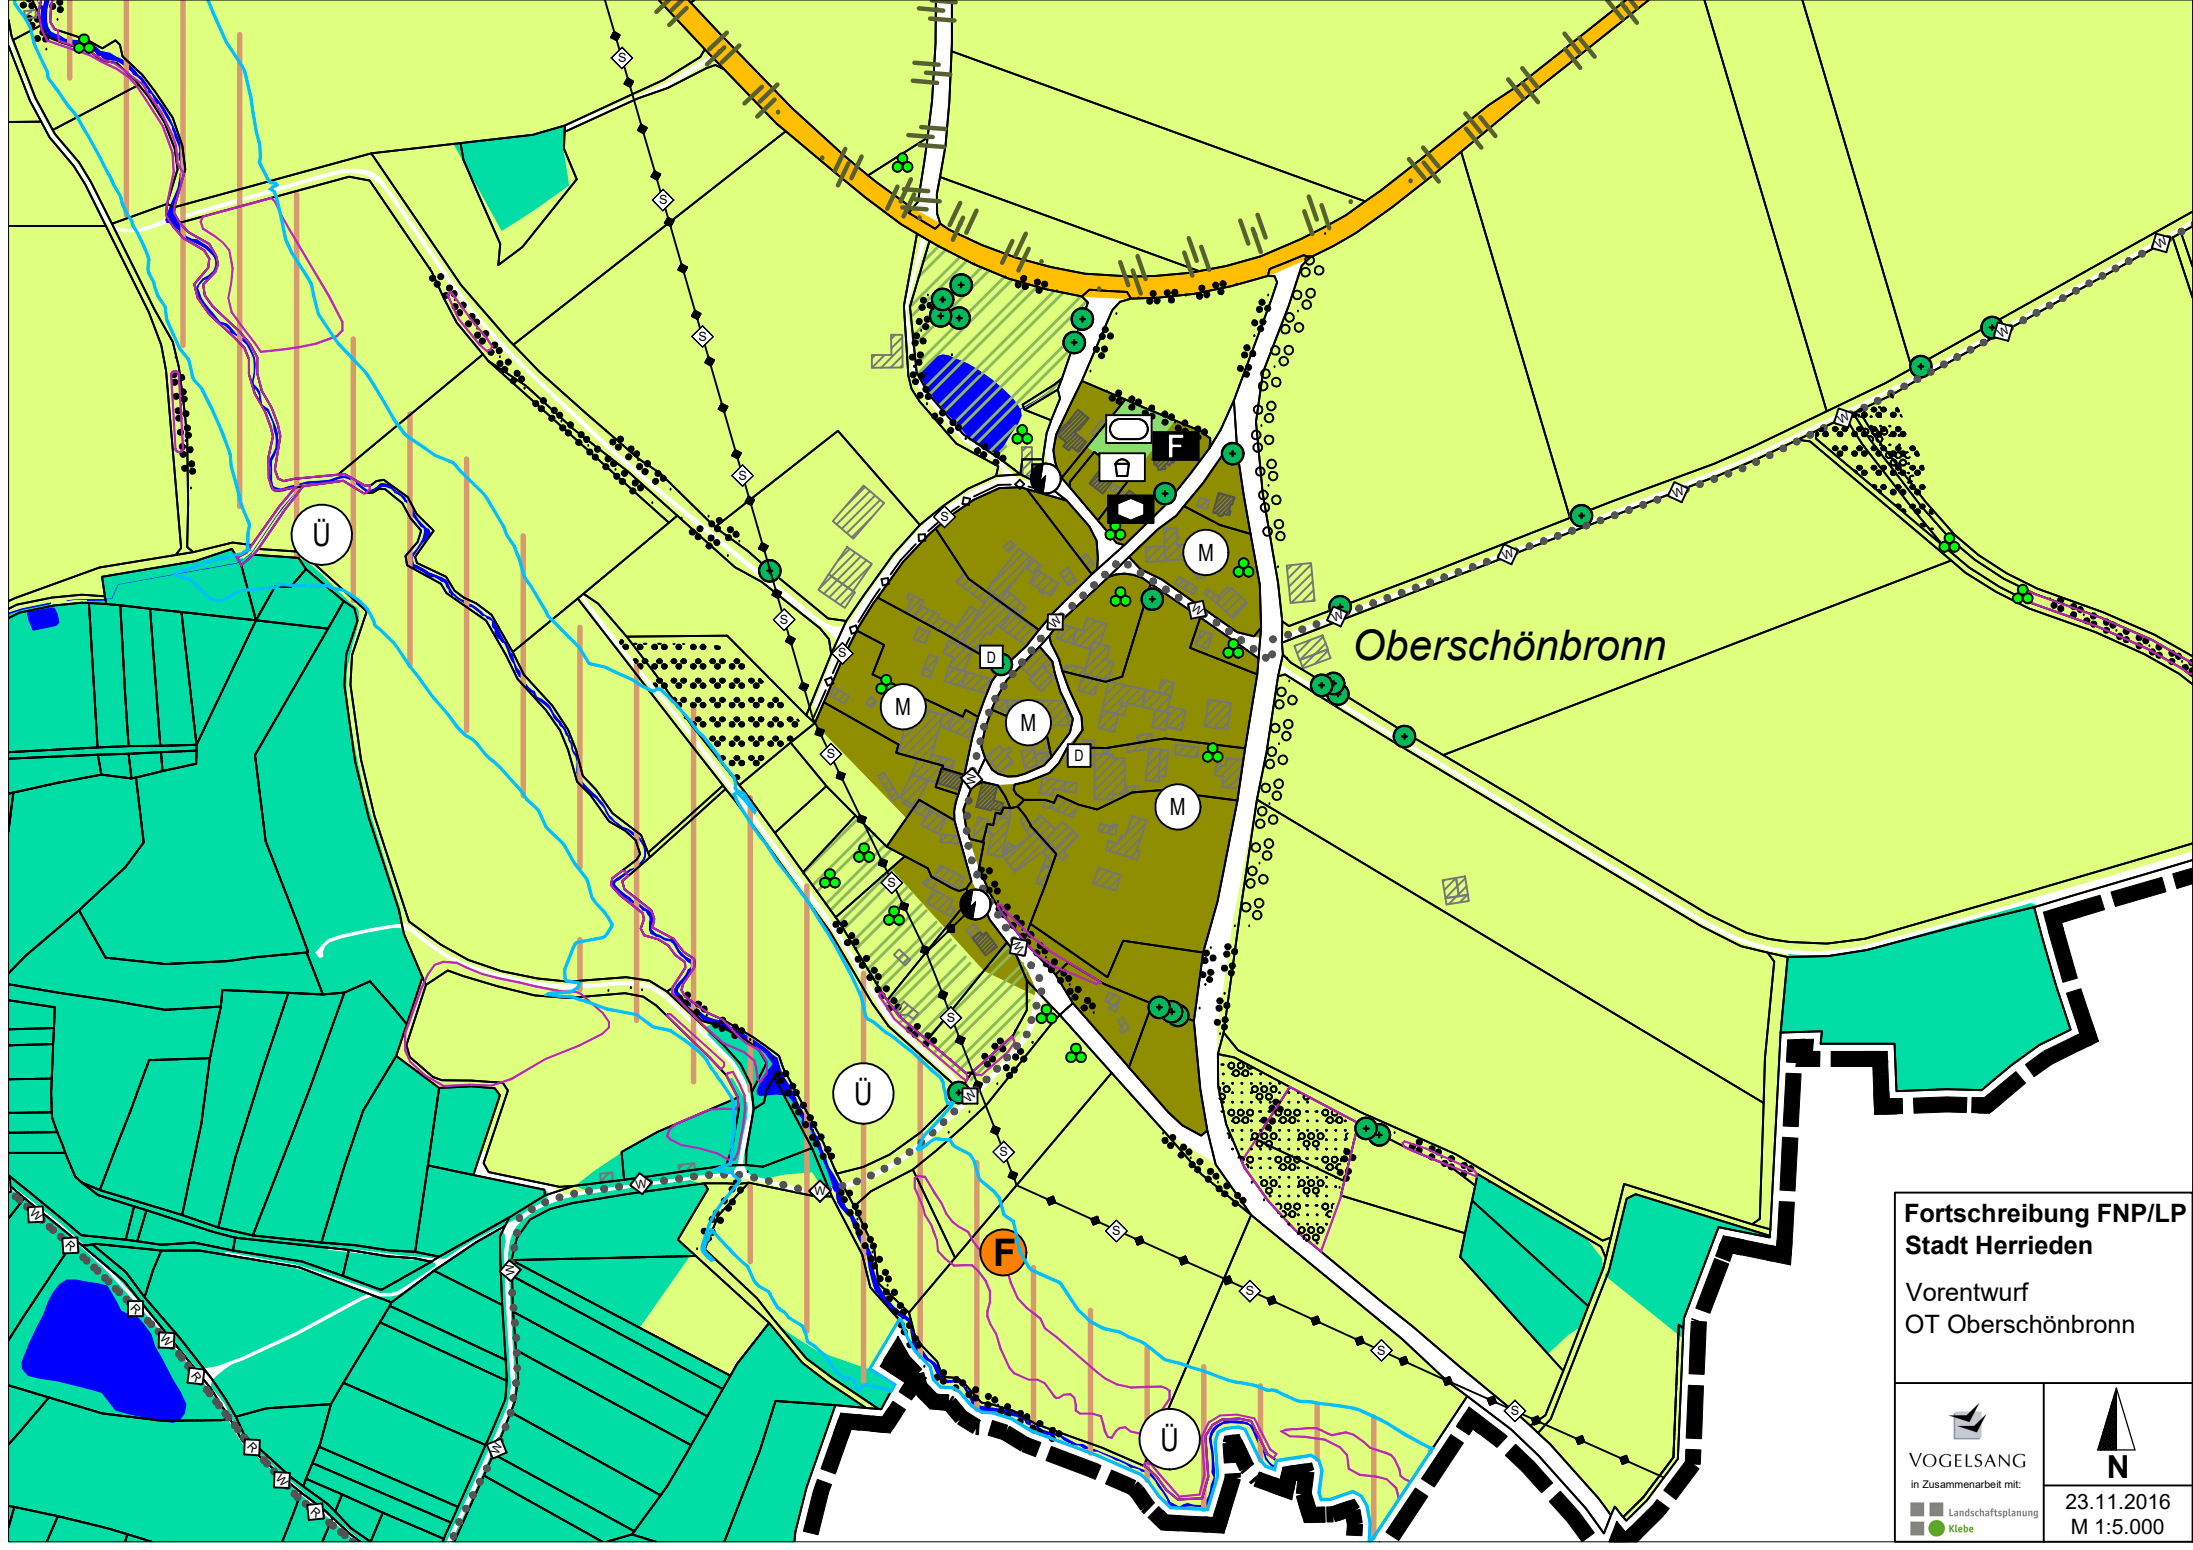 Ü
F
M
Oberschönbronn
D
M
M
D
M
Ü
F
Ü
Fortschreibung FNP/LP
Stadt Herrieden
Vorentwurf
OT Oberschönbronn
VOGELSANG
in Zusammenarbeit mit:
Landschaftsplanung
Klebe
N
23.11.2016
M 1:5.000